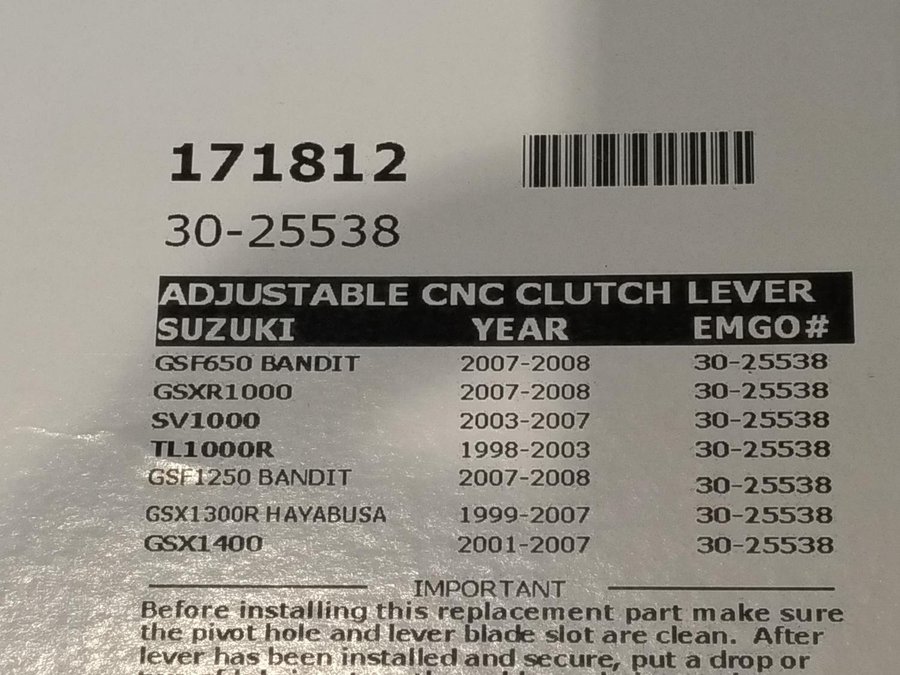 171812
30-25538
ADJUSTABLE CNC CLUTCH LEVER
SUZUKI YEAR EMGO#
GSF650 BANDIT 2007-2008 30-25538
GSXR1000 2007-2008 30-25538
SV1000 2003-2007 30-25538
TL1000R 1998-2003 30-25538
GSF1250 BANDIT 2007-2008 30-25538
GSX1300R HAYABUSA 1999-2007 30-25538
GSX1400 2001-2007 30-25538
IMPORTANT
Before installing this replacement part make sure
the pivot hole and lever blade slot are clean. After
lever has been installed and secure, put a drop or